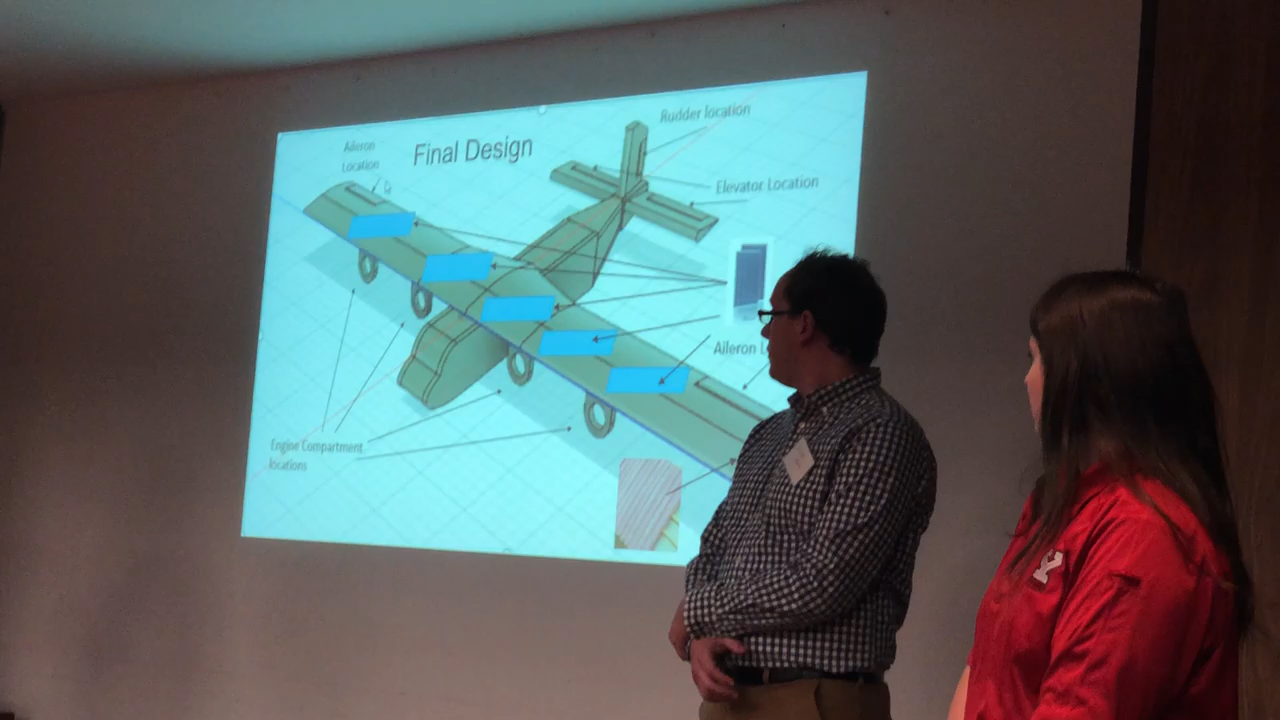 Rudder location
Aileron
Location
Final Design
Elevator Location
Aileron
Engine Compartment
locations
Y